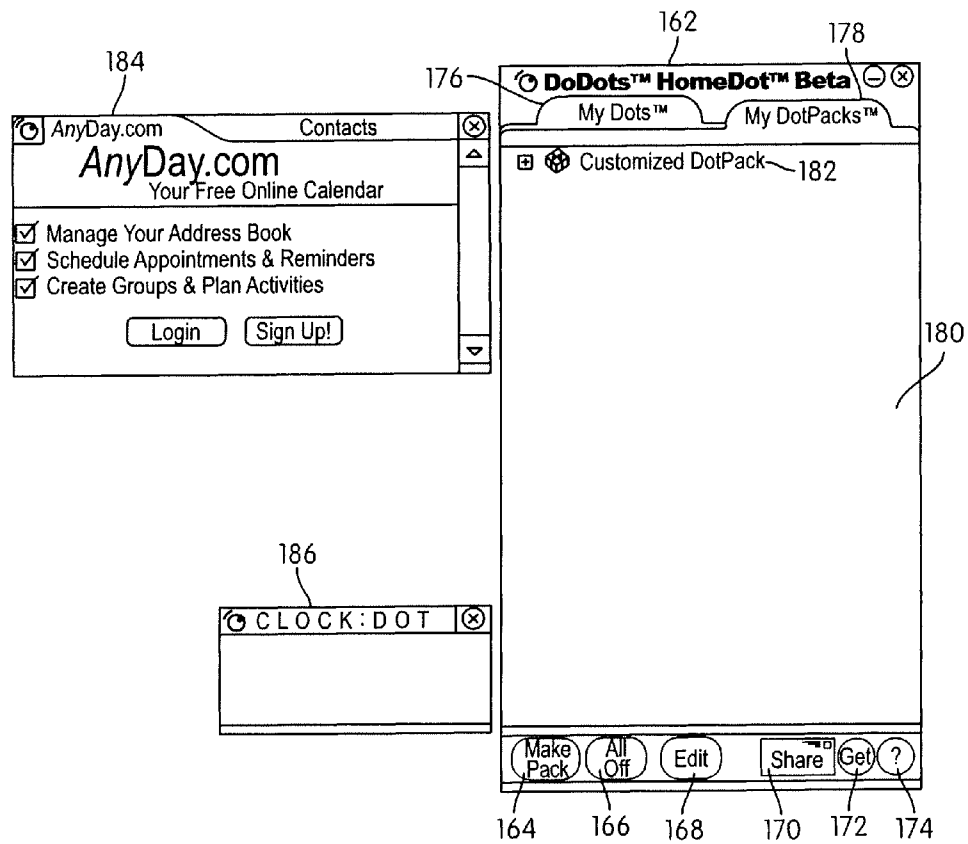 162
178
184
176
DoDots™ HomeDot™ Beta
My Dots™ My DotPacks™
AnyDay.com Contacts
AnyDay.com
Your Free Online Calendar
Customized DotPack 182
Manage Your Address Book
Schedule Appointments & Reminders
Create Groups & Plan Activities
Login Sign Up!
180
186
CLOCK:DOT
Make Pack
All Off
Edit
Share
Get
?
164 166 168 170 172 174